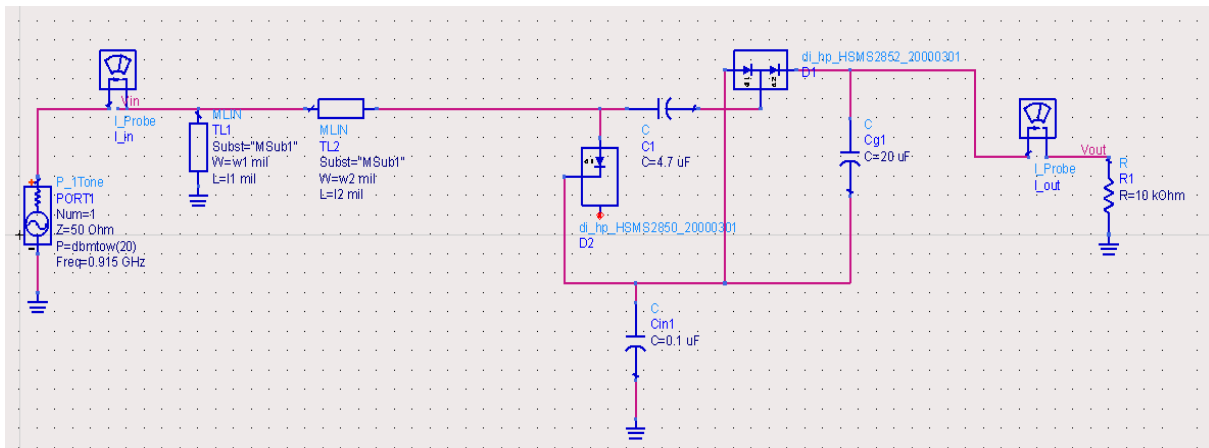 I_Probe
I_in
Vin
P_1Tone
PORT1
Num=1
Z=50 Ohm
P=dbmtow(20)
Freq=0.915 GHz
MLIN
TL1
Subst="MSub1"
W=w1 mil
L=l1 mil
MLIN
TL2
Subst="MSub1"
W=w2 mil
L=l2 mil
C
C1
C=4.7 uF
di_hp_HSMS2850_20000301
D2
di_hp_HSMS2852_20000301
D1
C
Cg1
C=20 uF
C
Cin1
C=0.1 uF
I_Probe
I_out
Vout
R
R1
R=10 kOhm